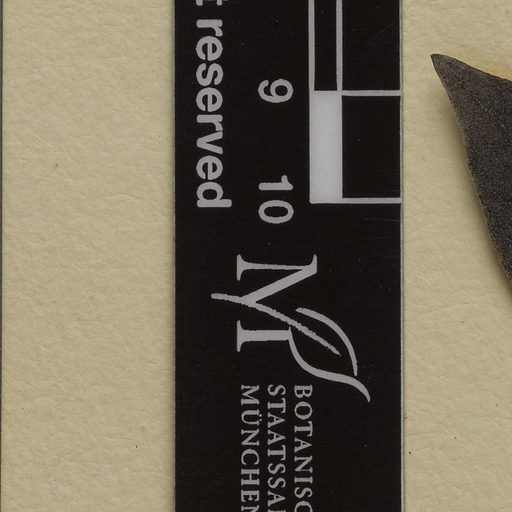 t reserved
9
10
M
BOTANISC
STAATSSA
MÜNCHEN